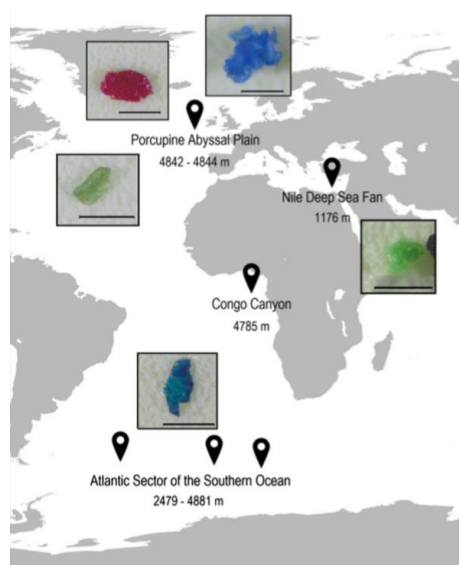 Porcupine Abyssal Plain
4842 - 4844 m
Nile Deep Sea Fan
1176 m
Congo Canyon
4785 m
Atlantic Sector of the Southern Ocean
2479 - 4881 m